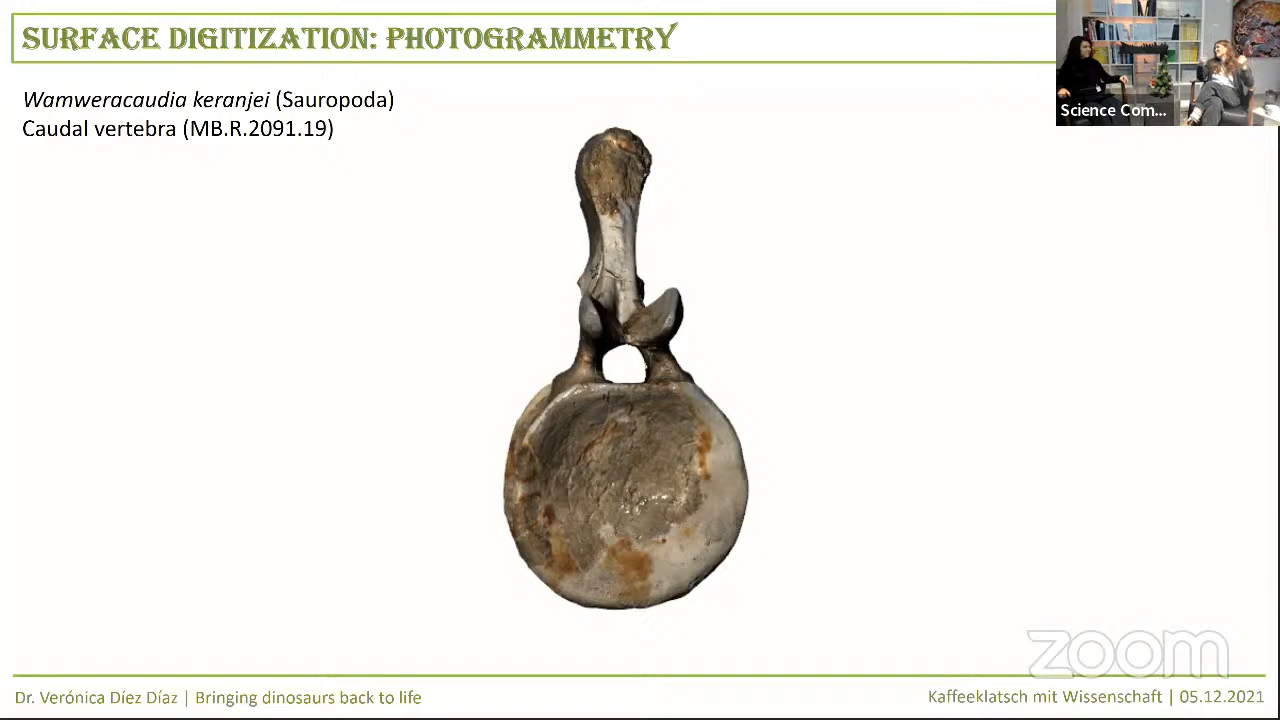 SURFACE DIGITIZATION: PHOTOGRAMMETRY
Science Com...
Wamweracaudia keranjei (Sauropoda)
Caudal vertebra (MB.R.2091.19)
zoom
Dr. Verónica Díez Díaz | Bringing dinosaurs back to life
Kaffeeklatsch mit Wissenschaft | 05.12.2021